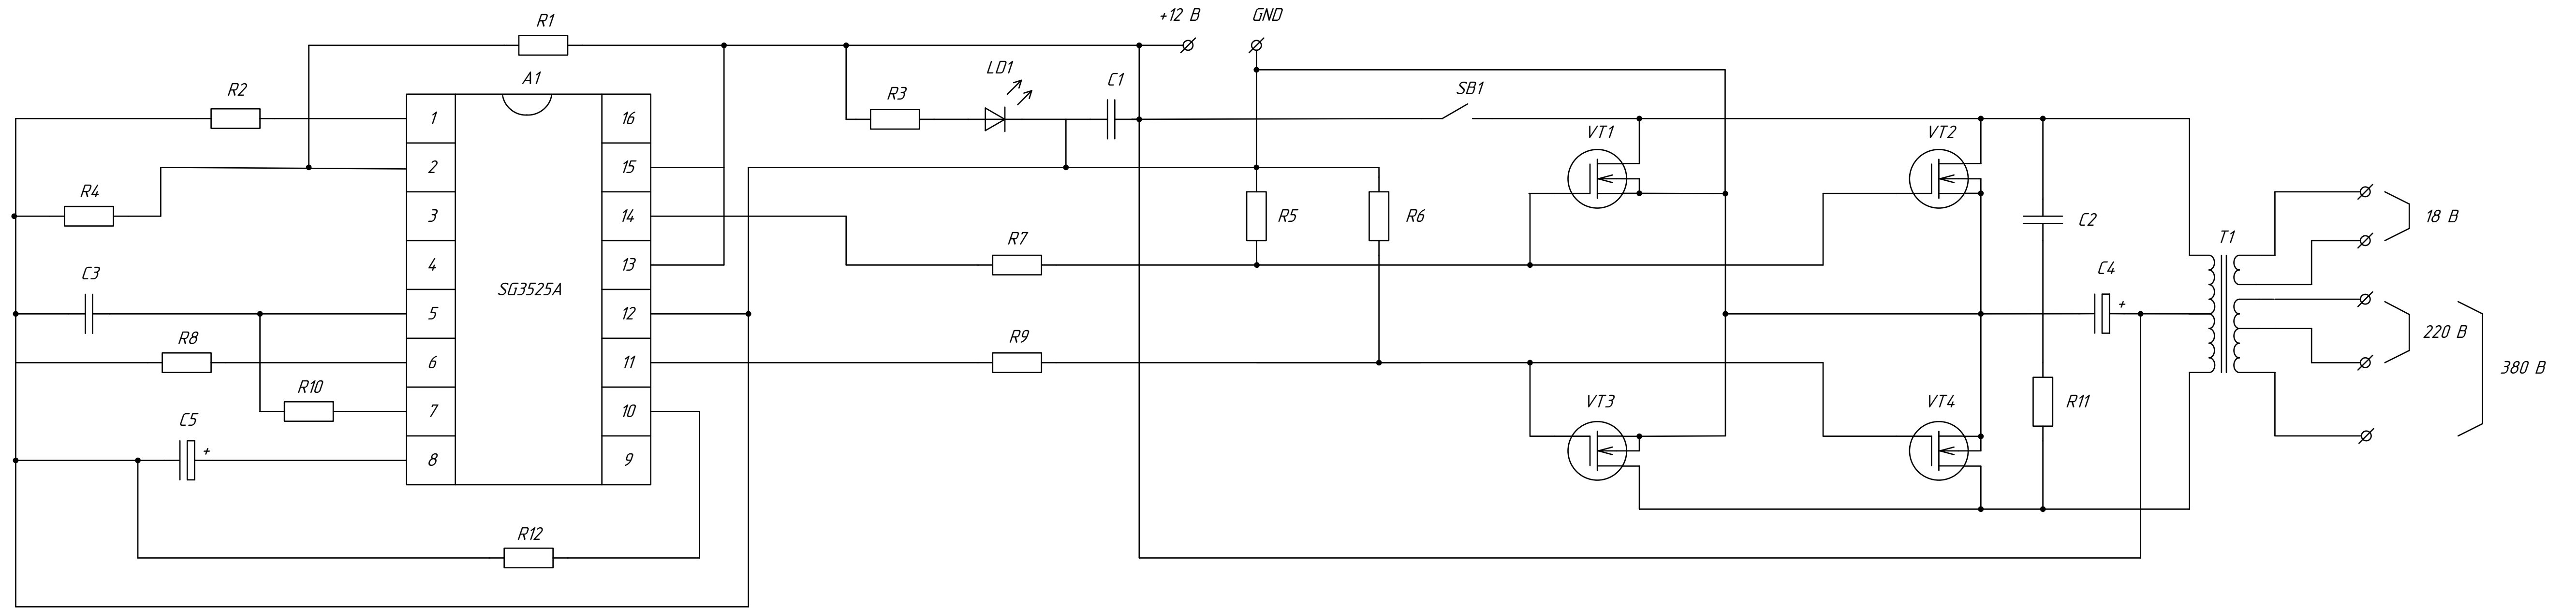 +12 В
GND
R1
A1
R2
R3
LD1
C1
SB1
1
16
VT1
VT2
2
15
R4
3
14
R5
R6
C2
18 В
R7
T1
4
13
C3
SG3525A
C4
+
5
12
R8
R9
220 В
6
11
380 В
R10
7
10
VT3
VT4
R11
C5
+
8
9
R12